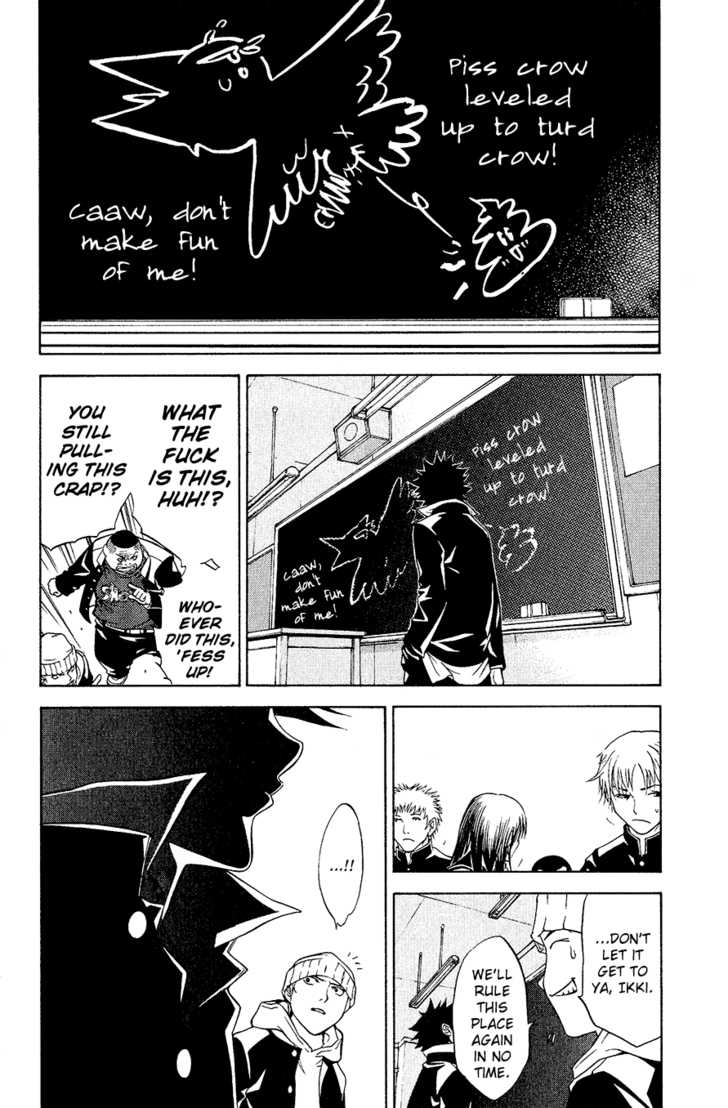 Piss crow
leveled
up to turd
crow!
caaw, don't
make fun
of me!
Piss crow
leveled
up to turd
crow!
caaw,
don't
make fun
of me!
WHAT
THE
FUCK
IS THIS,
HUH!?
YOU
STILL
PULL-
ING THIS
CRAP!?
WHO-
EVER
DID THIS,
'FESS
UP!
...!!
...DON'T
LET IT
GET TO
YA, IKKI.
WE'LL
RULE
THIS
PLACE
AGAIN
IN NO
TIME.